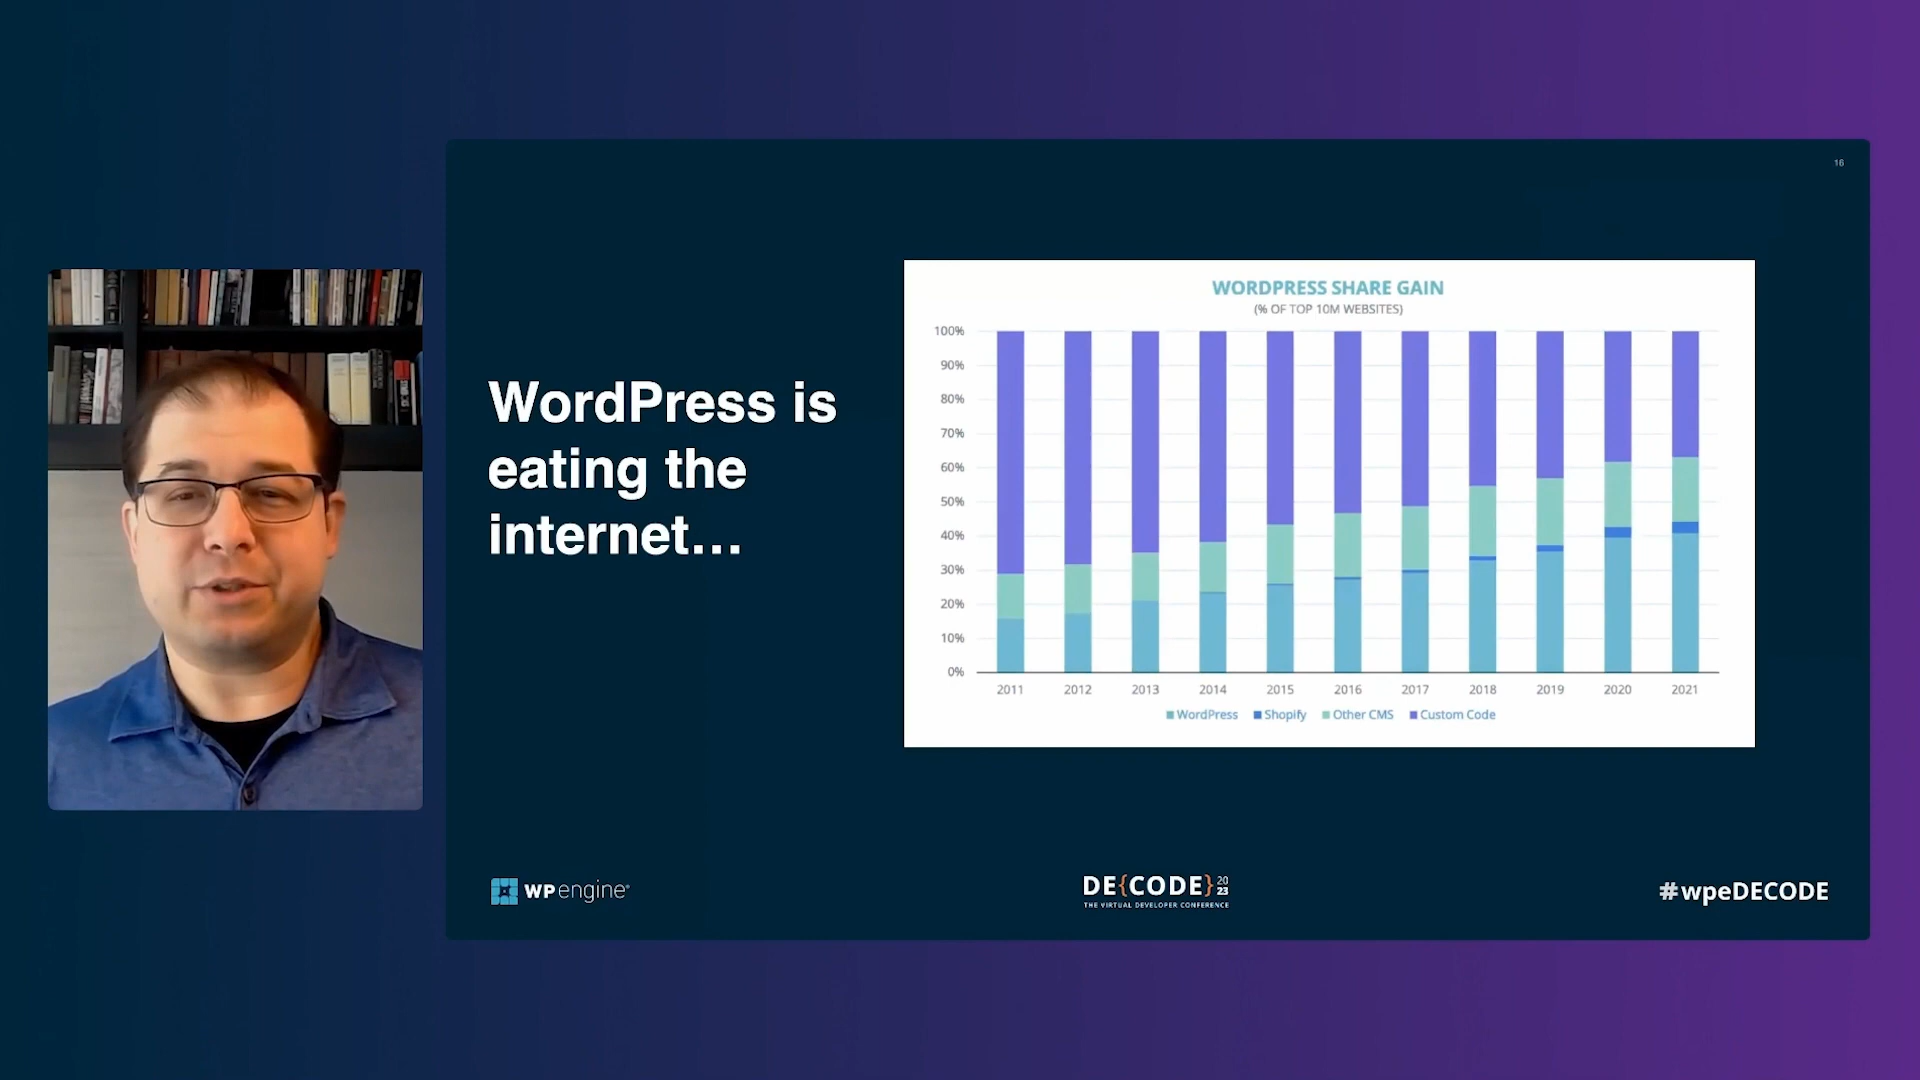 16
WordPress is
eating the
internet...
WORDPRESS SHARE GAIN
(% OF TOP 10M WEBSITES)
100%
90%
80%
70%
60%
50%
40%
30%
20%
10%
0%
2011 2012 2013 2014 2015 2016 2017 2018 2019 2020 2021
WordPress Shopify Other CMS Custom Code
WP engine
DE{CODE} 2023
THE VIRTUAL DEVELOPER CONFERENCE
#wpeDECODE